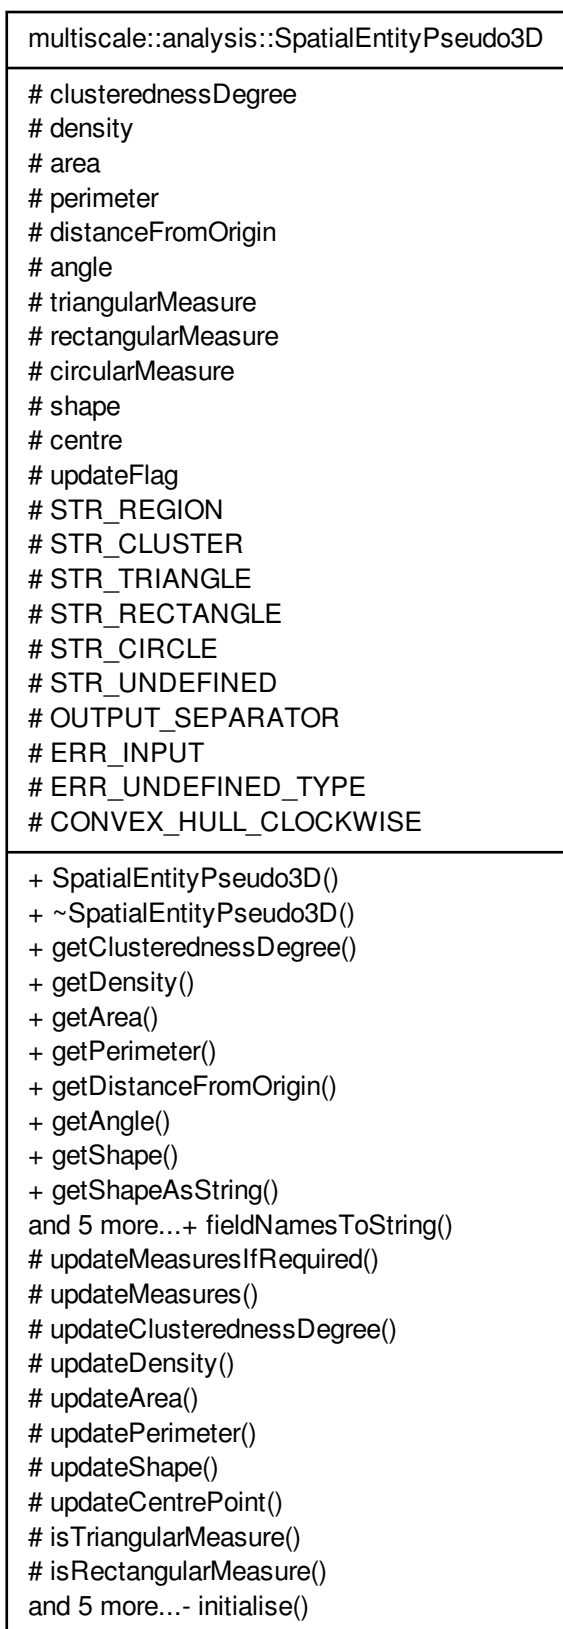 multiscale::analysis::SpatialEntityPseudo3D
# clusterednessDegree
# density
# area
# perimeter
# distanceFromOrigin
# angle
# triangularMeasure
# rectangularMeasure
# circularMeasure
# shape
# centre
# updateFlag
# STR_REGION
# STR_CLUSTER
# STR_TRIANGLE
# STR_RECTANGLE
# STR_CIRCLE
# STR_UNDEFINED
# OUTPUT_SEPARATOR
# ERR_INPUT
# ERR_UNDEFINED_TYPE
# CONVEX_HULL_CLOCKWISE
+ SpatialEntityPseudo3D()
+ ~SpatialEntityPseudo3D()
+ getClusterednessDegree()
+ getDensity()
+ getArea()
+ getPerimeter()
+ getDistanceFromOrigin()
+ getAngle()
+ getShape()
+ getShapeAsString()
and 5 more...+ fieldNamesToString()
# updateMeasuresIfRequired()
# updateMeasures()
# updateClusterednessDegree()
# updateDensity()
# updateArea()
# updatePerimeter()
# updateShape()
# updateCentrePoint()
# isTriangularMeasure()
# isRectangularMeasure()
and 5 more...- initialise()